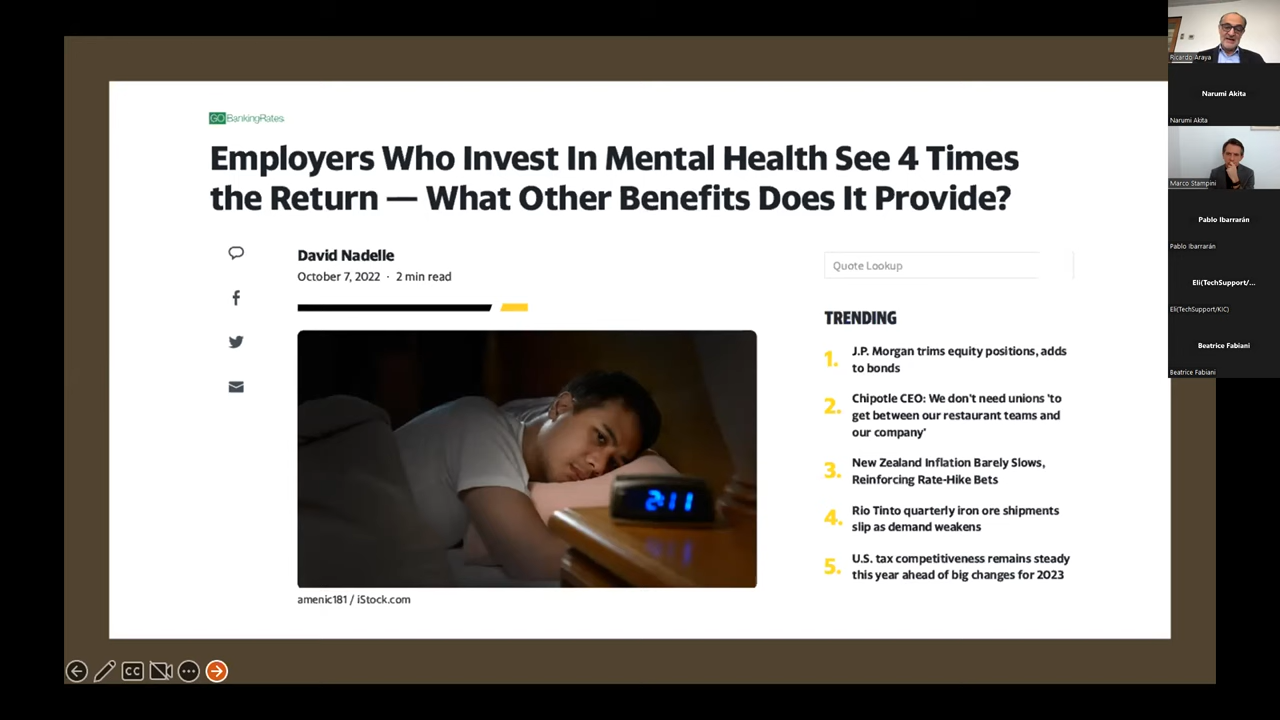 GOBankingRates
Employers Who Invest In Mental Health See 4 Times
the Return — What Other Benefits Does It Provide?
David Nadelle
October 7, 2022 · 2 min read
2:11
amenic181 / iStock.com
Quote Lookup
TRENDING
1. J.P. Morgan trims equity positions, adds
to bonds
2. Chipotle CEO: We don't need unions 'to
get between our restaurant teams and
our company'
3. New Zealand Inflation Barely Slows,
Reinforcing Rate-Hike Bets
4. Rio Tinto quarterly iron ore shipments
slip as demand weakens
5. U.S. tax competitiveness remains steady
this year ahead of big changes for 2023
CC
Ricardo Araya
Narumi Akita
Narumi Akita
Marco Stampini
Pablo Ibarrarán
Pablo Ibarrarán
Eli(TechSupport/...
Eli(TechSupport/KIC)
Beatrice Fabiani
Beatrice Fabiani